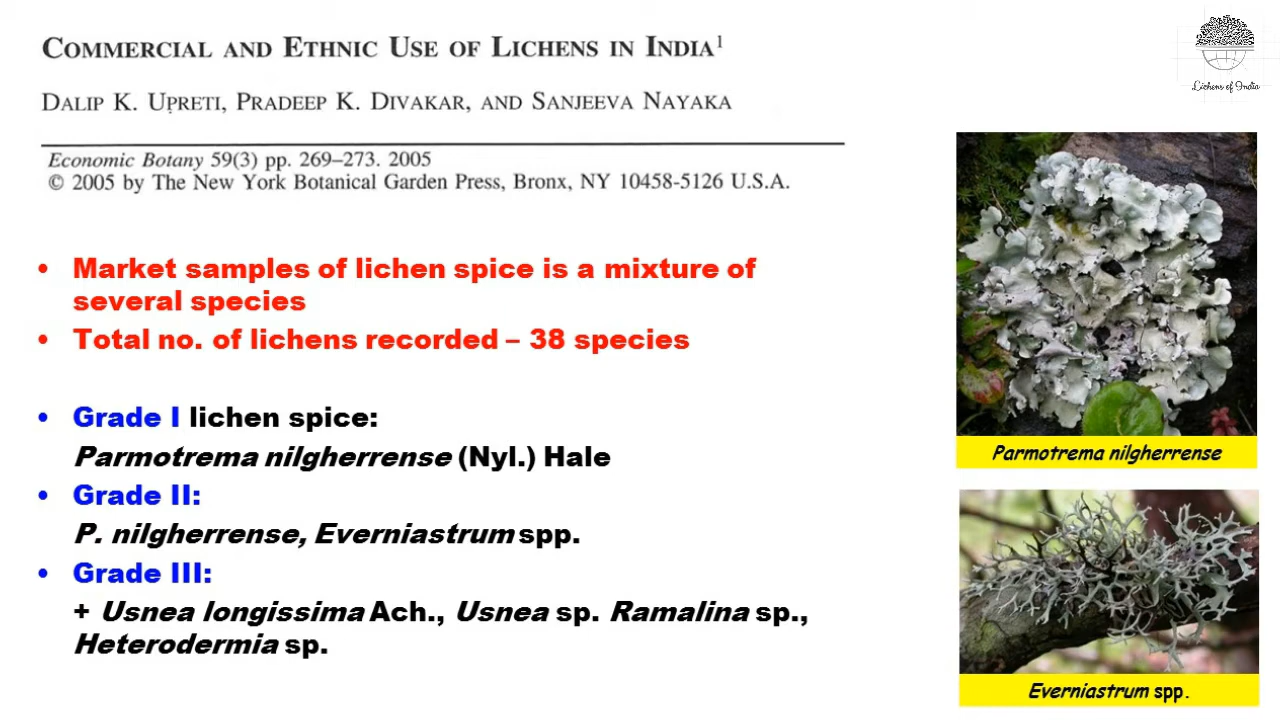 COMMERCIAL AND ETHNIC USE OF LICHENS IN INDIA¹
DALIP K. UPRETI, PRADEEP K. DIVAKAR, AND SANJEEVA NAYAKA
Economic Botany 59(3) pp. 269–273. 2005
© 2005 by The New York Botanical Garden Press, Bronx, NY 10458-5126 U.S.A.
• Market samples of lichen spice is a mixture of
several species
• Total no. of lichens recorded – 38 species
• Grade I lichen spice:
Parmotrema nilgherrense (Nyl.) Hale
• Grade II:
P. nilgherrense, Everniastrum spp.
• Grade III:
+ Usnea longissima Ach., Usnea sp. Ramalina sp.,
Heterodermia sp.
Lichens of India
Parmotrema nilgherrense
Everniastrum spp.